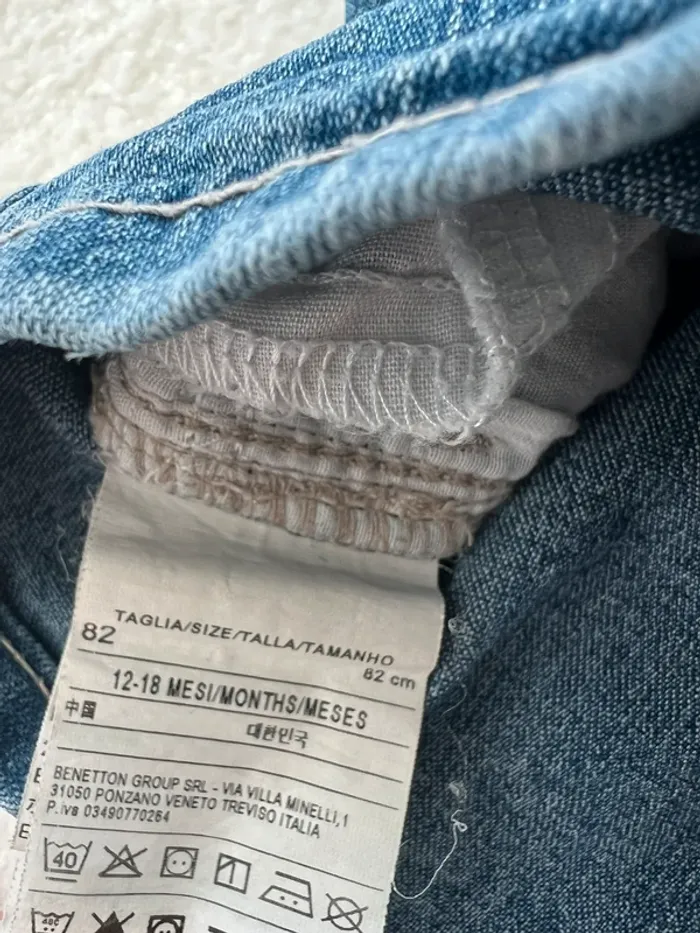 TAGLIA/SIZE/TALLA/TAMANHO
82
82 cm
12-18 MESI/MONTHS/MESES
中国
대한민국
BENETTON GROUP SRL - VIA VILLA MINELLI,1
31050 PONZANO VENETO TREVISO ITALIA
P.iva 03490770264
40